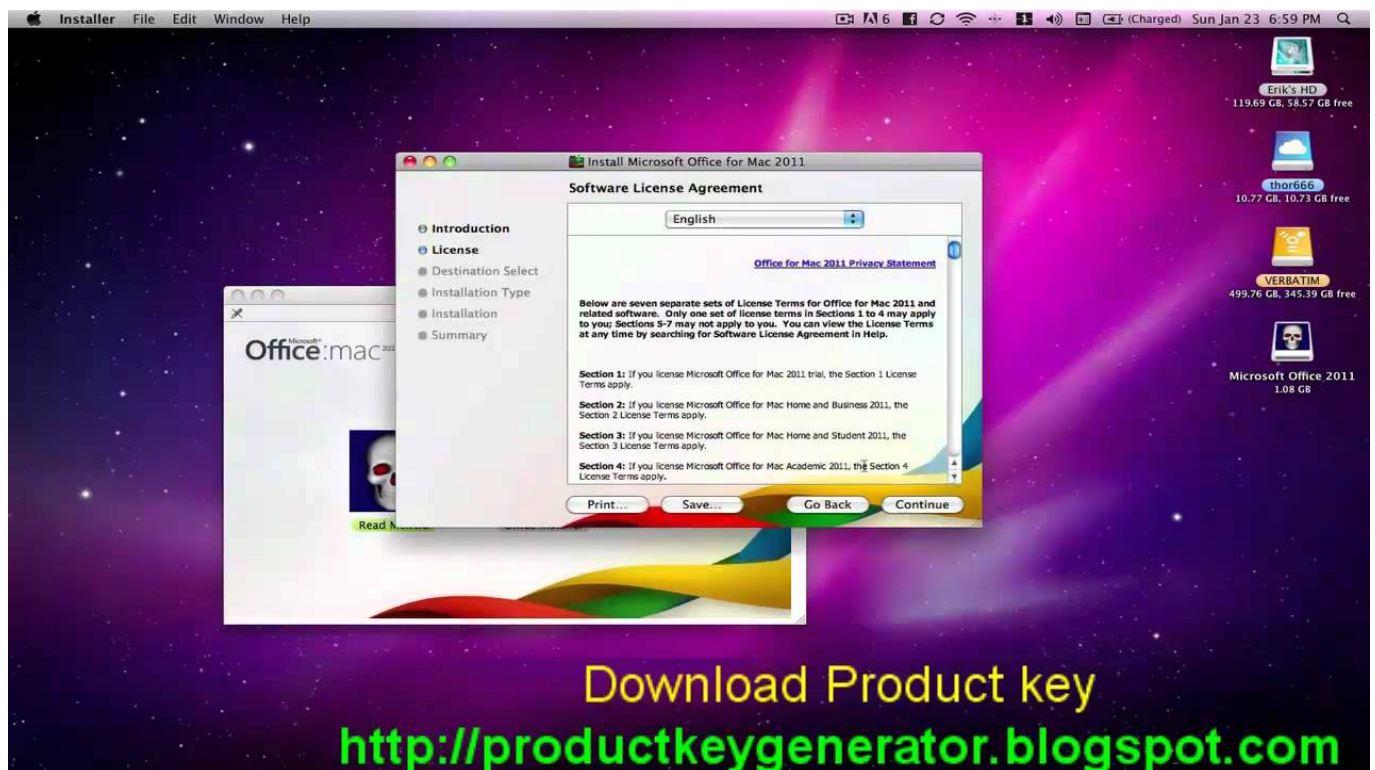 Installer File Edit Window Help
6 1 (Charged) Sun Jan 23 6:59 PM
Erik's HD
119.69 GB, 58.57 GB free
thor666
10.77 GB, 10.73 GB free
VERBATIM
499.76 GB, 345.39 GB free
Microsoft Office 2011
1.08 GB
Install Microsoft Office for Mac 2011
Software License Agreement
English
Introduction
License
Destination Select
Installation Type
Installation
Summary
Office for Mac 2011 Privacy Statement
Below are seven separate sets of License Terms for Office for Mac 2011 and
related software. Only one set of license terms in Sections 1 to 4 may apply
to you; Sections 5-7 may not apply to you. You can view the License Terms
at any time by searching for Software License Agreement in Help.
Section 1: If you license Microsoft Office for Mac 2011 trial, the Section 1 License
Terms apply.
Section 2: If you license Microsoft Office for Mac Home and Business 2011, the
Section 2 License Terms apply.
Section 3: If you license Microsoft Office for Mac Home and Student 2011, the
Section 3 License Terms apply.
Section 4: If you license Microsoft Office for Mac Academic 2011, the Section 4
License Terms apply.
Print... Save... Go Back Continue
Microsoft®
Office:mac
Read
Download Product key
http://productkeygenerator.blogspot.com